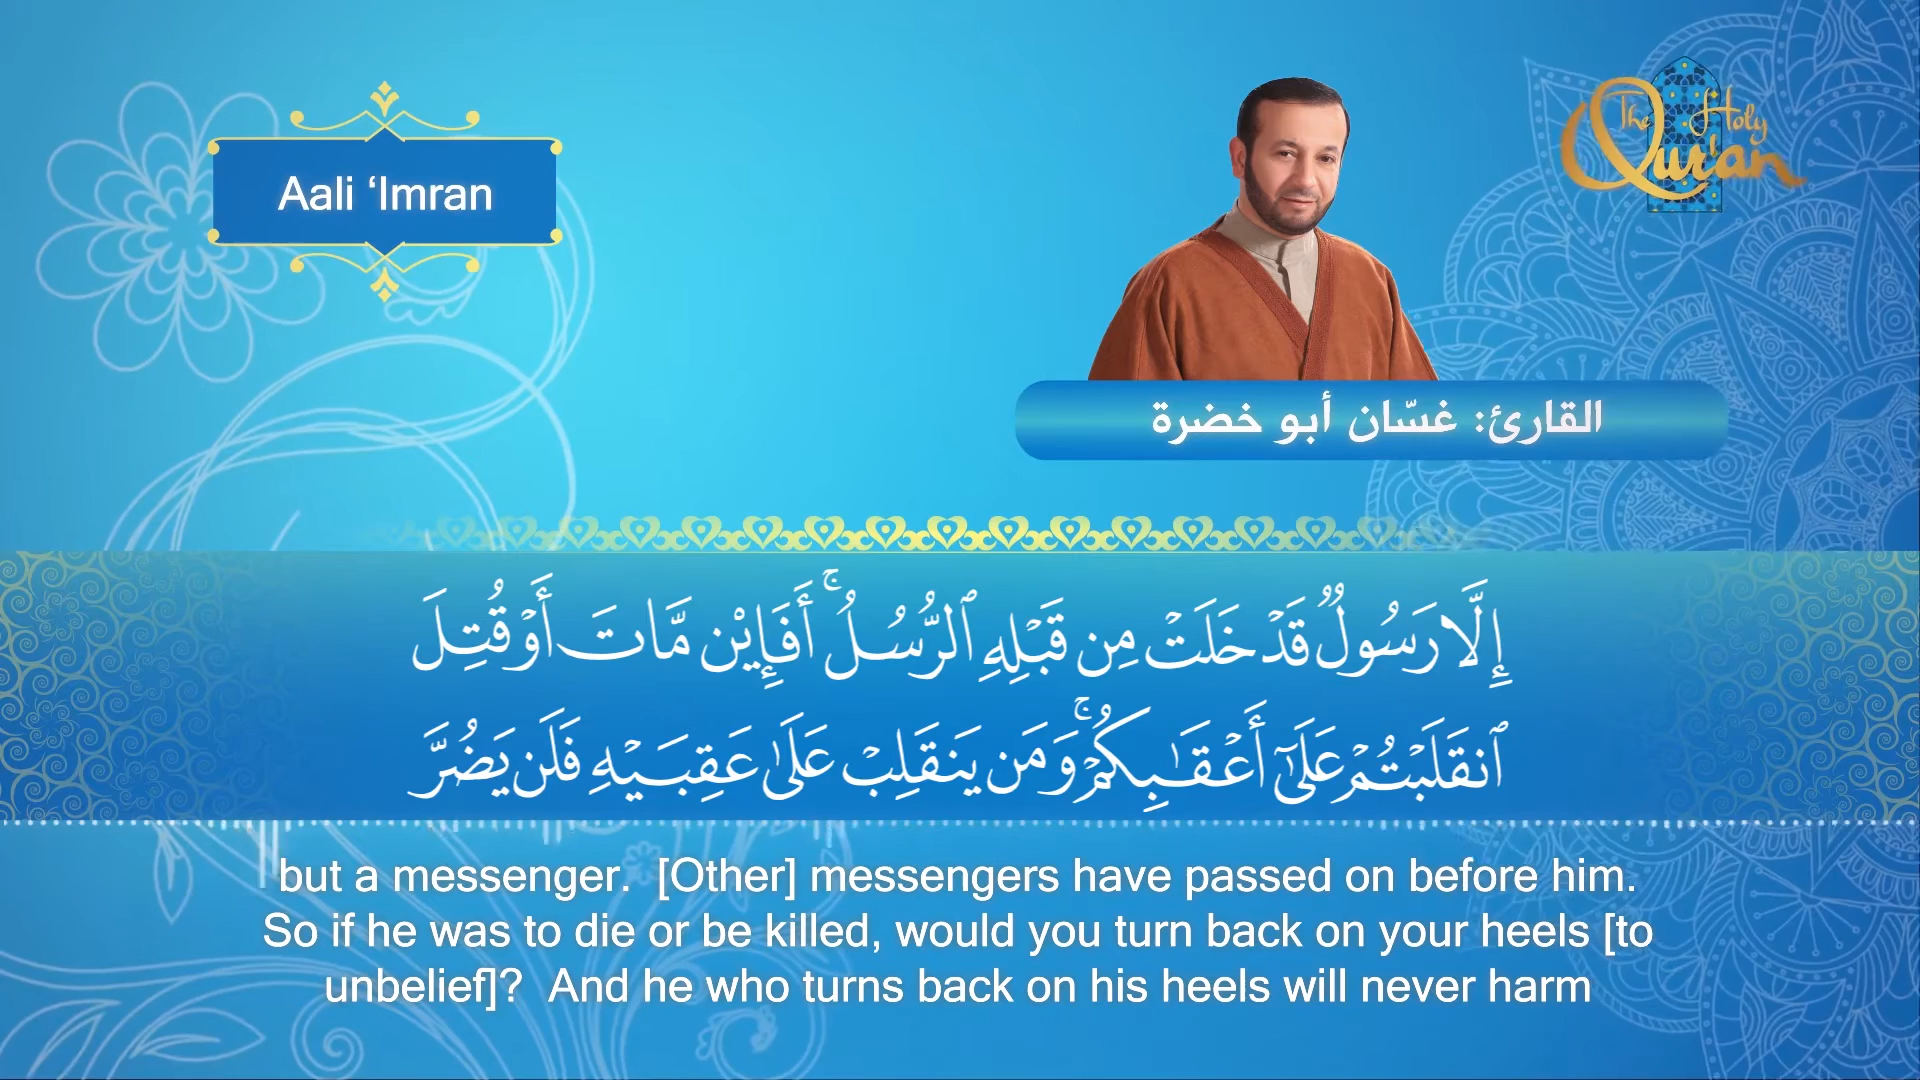 Aali ‘Imran
The Holy
Qur'an
القارئ: غسّان أبو خضرة
إِلَّا رَسُولٌ قَدْ خَلَتْ مِن قَبْلِهِ ٱلرُّسُلُ ۚ أَفَإِي۟ن مَّاتَ أَوْ قُتِلَ
ٱنقَلَبْتُمْ عَلَىٰٓ أَعْقَـٰبِكُمْ ۚ وَمَن يَنقَلِبْ عَلَىٰ عَقِبَيْهِ فَلَن يَضُرَّ
but a messenger.  [Other] messengers have passed on before him.
So if he was to die or be killed, would you turn back on your heels [to
unbelief]?  And he who turns back on his heels will never harm